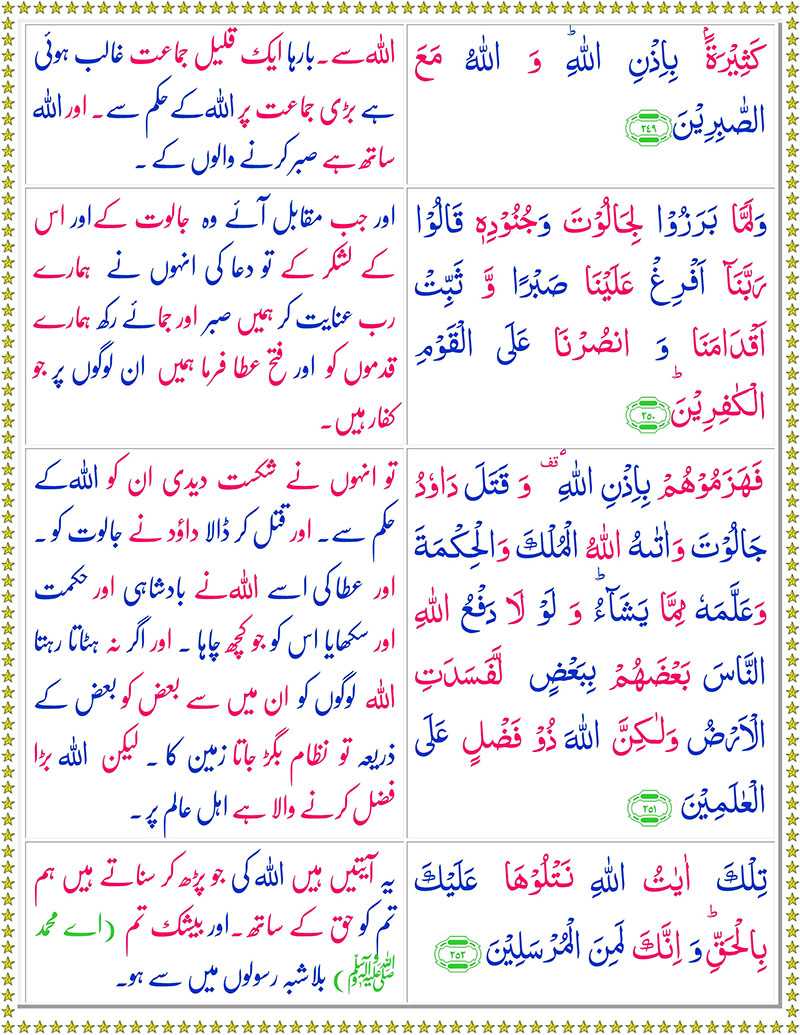 كَثِيْرَةًۢ بِاِذْنِ اللّٰهِؕ وَ اللّٰهُ مَعَ
الصّٰبِرِيْنَ ۲۴۹
اللہ سے۔ بارہا ایک قلیل جماعت غالب ہوئی
ہے بڑی جماعت پر اللہ کے حکم سے۔ اور اللہ
ساتھ ہے صبر کرنے والوں کے ۔
وَلَمَّا بَرَزُوْا لِجَالُوْتَ وَجُنُوْدِهٖ قَالُوْا
رَبَّنَاۤ اَفْرِغْ عَلَيْنَا صَبْرًا وَّ ثَبِّتْ
اَقْدَامَنَا وَ انْصُرْنَا عَلَى الْقَوْمِ
الْكٰفِرِيْنَؕ ۲۵۰
اور جب مقابل آئے وہ جالوت کے اور اس
کے لشکر کے تو دعا کی انہوں نے ہمارے
رب عنایت کر ہمیں صبر اور جمائے رکھ ہمارے
قدموں کو اور فتح عطا فرما ہمیں ان لوگوں پر جو
کفار ہیں۔
فَهَزَمُوْهُمْ بِاِذْنِ اللّٰهِ ۙ قف وَ قَتَلَ دَاوٗدُ
جَالُوْتَ وَاٰتٰىهُ اللّٰهُ الْمُلْكَ وَالْحِكْمَةَ
وَعَلَّمَهٗ مِمَّا يَشَآءُؕ وَ لَوْ لَا دَفْعُ اللّٰهِ
النَّاسَ بَعْضَهُمْ بِبَعْضٍ لَّفَسَدَتِ
الْاَرْضُ وَلٰكِنَّ اللّٰهَ ذُوْ فَضْلٍ عَلَى
الْعٰلَمِيْنَ ۲۵۱
تو انہوں نے شکست دیدی ان کو اللہ کے
حکم سے۔ اور قتل کر ڈالا داؤد نے جالوت کو ۔
اور عطا کی اسے اللہ نے بادشاہی اور حکمت
اور سکھایا اس کو جو کچھ چاہا ۔ اور اگر نہ ہٹاتا رہتا
اللہ لوگوں کو ان میں سے بعض کو بعض کے
ذریعہ تو نظام بگڑ جاتا زمین کا ۔ لیکن اللہ بڑا
فضل کرنے والا ہے اہل عالم پر ۔
تِلْكَ اٰيٰتُ اللّٰهِ نَتْلُوْهَا عَلَيْكَ
بِالْحَقِّؕ وَ اِنَّكَ لَمِنَ الْمُرْسَلِيْنَ ۲۵۲
یہ آیتیں ہیں اللہ کی جو پڑھ کر سناتے ہیں ہم
تم کو حق کے ساتھ ۔ اور بیشک تم (اے محمد
ﷺ) بلا شبہ رسولوں میں سے ہو۔